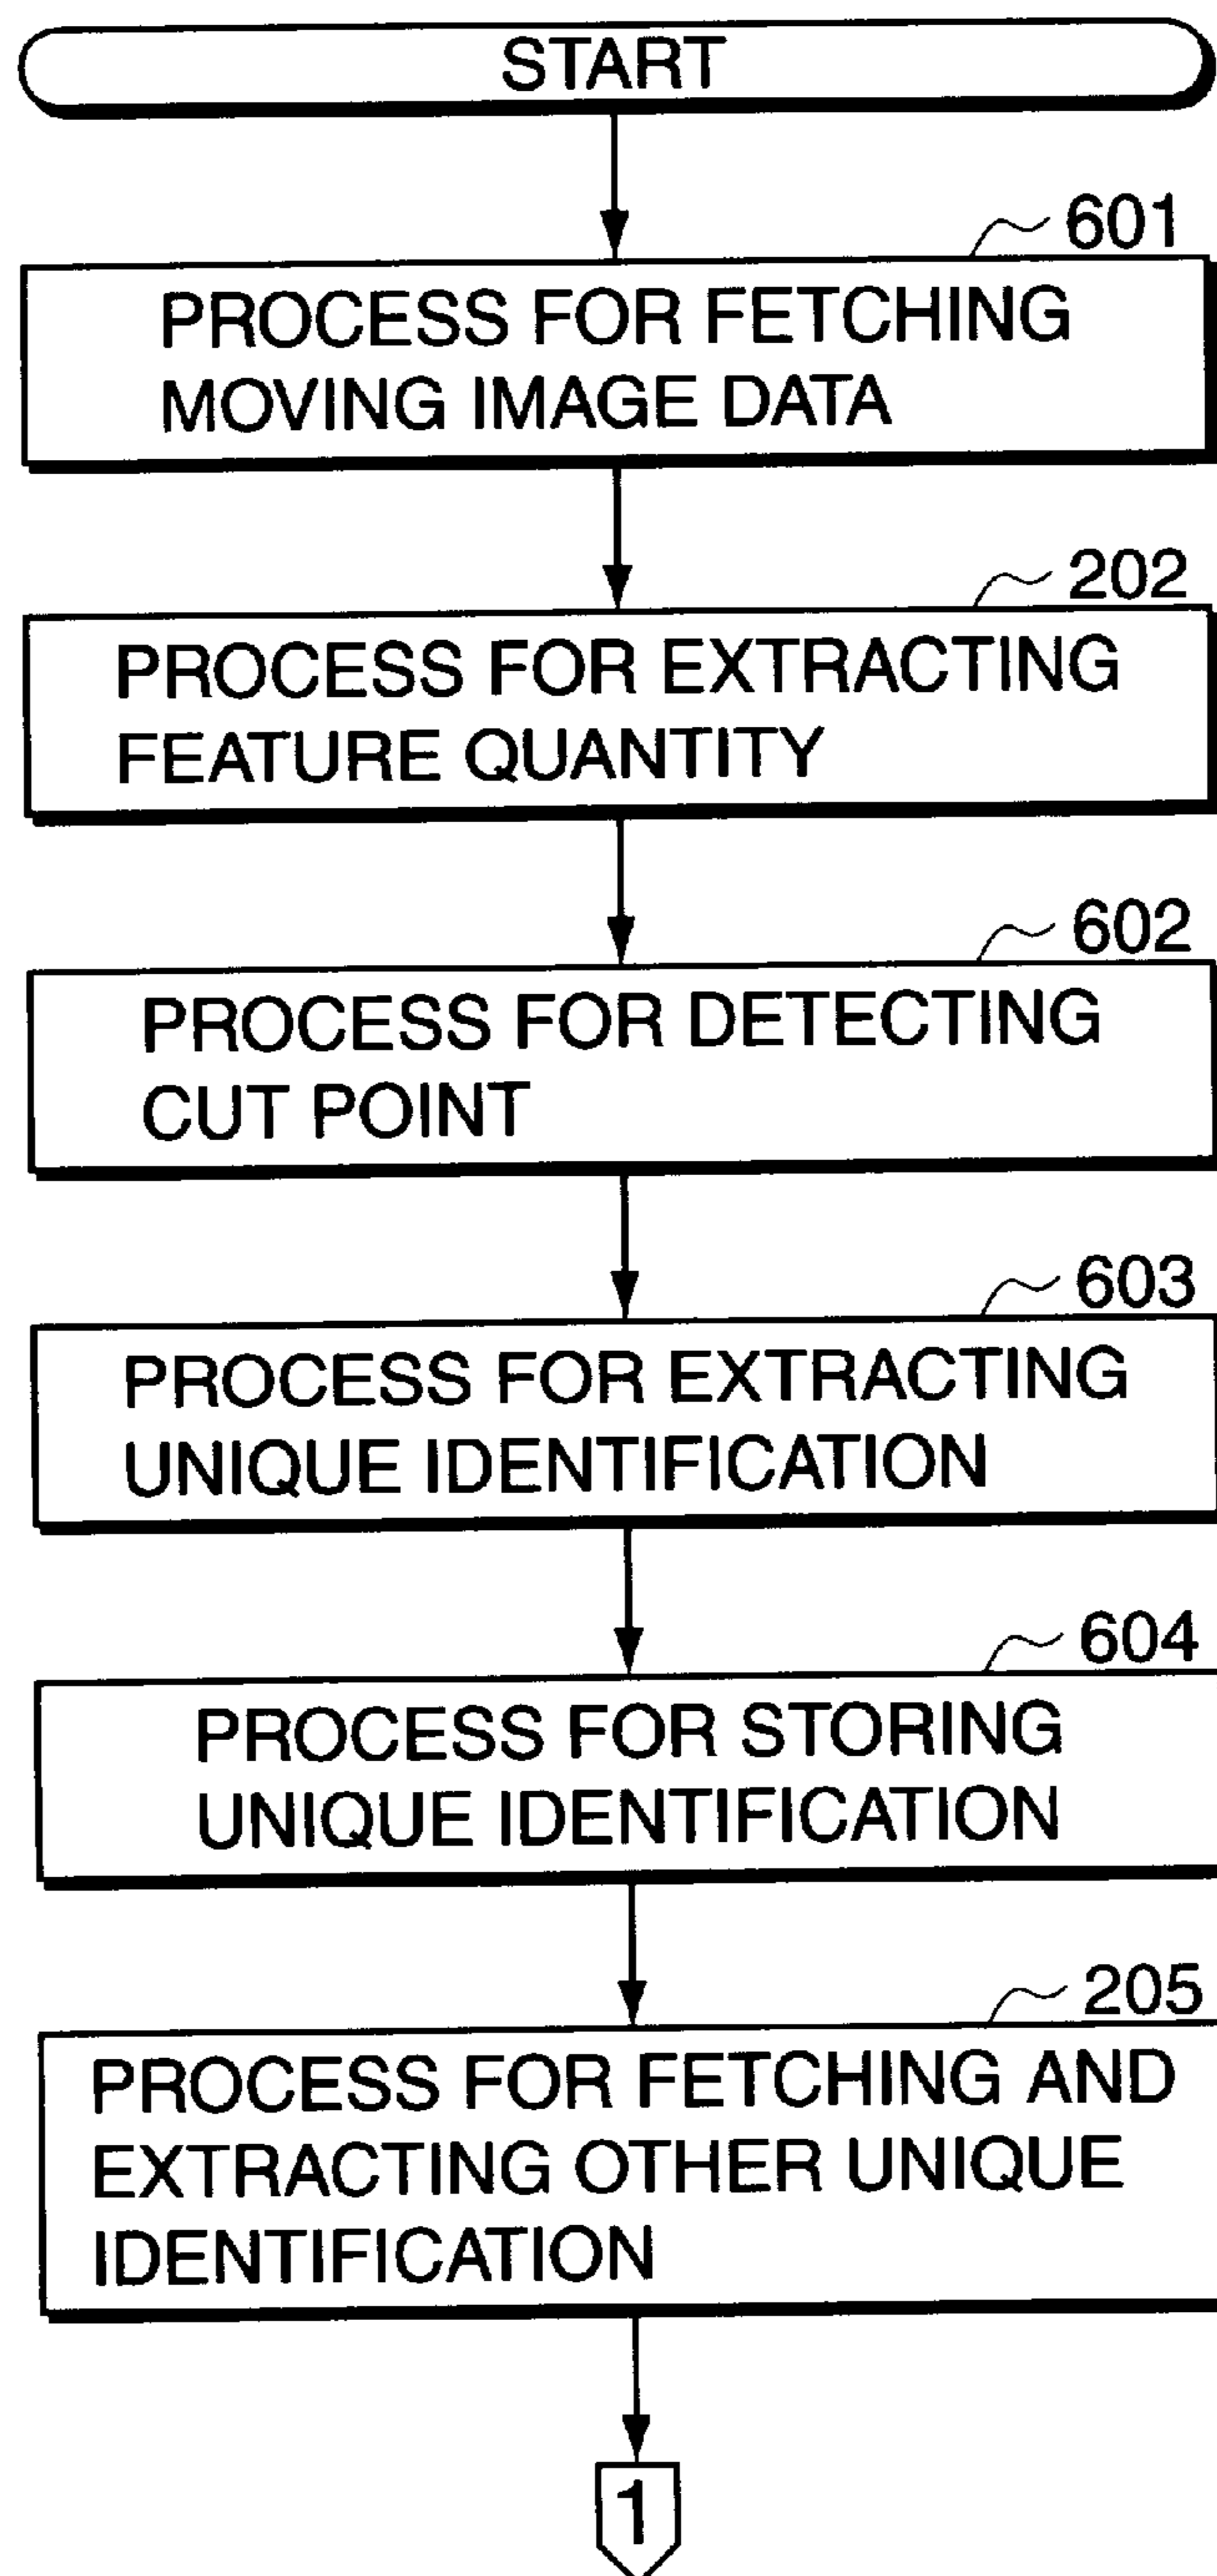 START
601
PROCESS FOR FETCHING
MOVING IMAGE DATA
202
PROCESS FOR EXTRACTING
FEATURE QUANTITY
602
PROCESS FOR DETECTING
CUT POINT
603
PROCESS FOR EXTRACTING
UNIQUE IDENTIFICATION
604
PROCESS FOR STORING
UNIQUE IDENTIFICATION
205
PROCESS FOR FETCHING AND
EXTRACTING OTHER UNIQUE
IDENTIFICATION
1